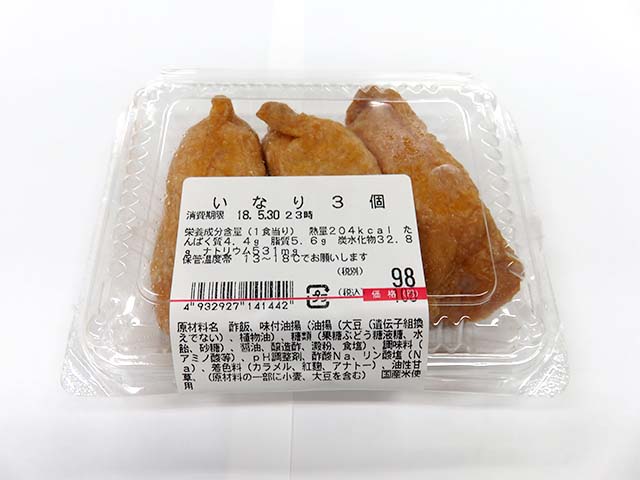 いなり3個
消費期限 18.5.30 23時
栄養成分含量(1食当り) 熱量204kcal た
んぱく質4.4g 脂質5.6g 炭水化物32.8
g ナトリウム531mg
保管温度帯 13-18℃でお願いします
(税別) 98
(税込)
価格(円)
4 932927 141442
原材料名 酢飯、味付油揚(油揚(大豆(遺伝子組換
えでない)、植物油)、糖類(果糖ぶどう糖液糖、水
飴、砂糖)、醤油、醸造酢、澱粉、食塩)、調味料(
アミノ酸等)、pH調整剤、酢酸Na、リン酸塩(N
a)、着色料(カラメル、紅麹、アナトー)、油性甘
草、(原材料の一部に小麦、大豆を含む) 国産米使
用